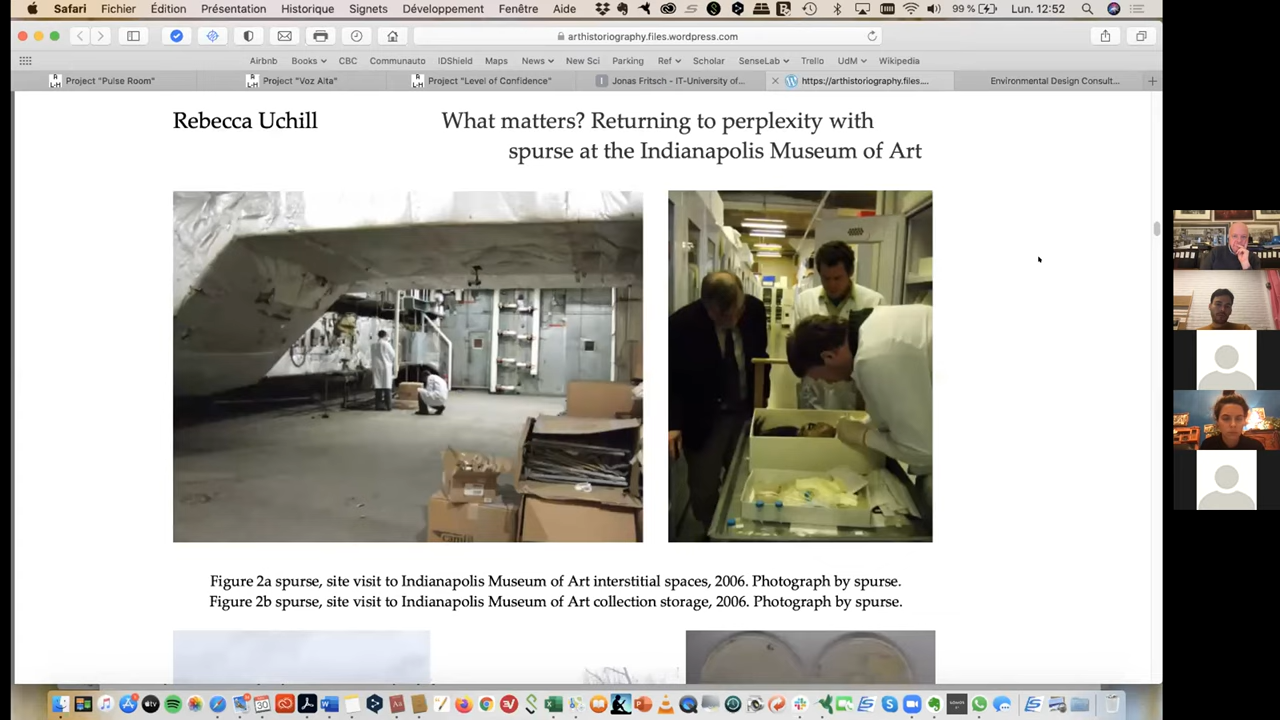 Safari Fichier Édition Présentation Historique Signets Développement Fenêtre Aide 99 % Lun. 12:52
arthistoriography.files.wordpress.com
Airbnb Books CBC Communauto IDShield Maps News New Sci Parking Ref Scholar SenseLab Trello UdM Wikipedia
Project "Pulse Room" Project "Voz Alta" Project "Level of Confidence" Jonas Fritsch - IT-University of... https://arthistoriography.files.... Environmental Design Consult...
Rebecca Uchill What matters? Returning to perplexity with
spurse at the Indianapolis Museum of Art
Figure 2a spurse, site visit to Indianapolis Museum of Art interstitial spaces, 2006. Photograph by spurse.
Figure 2b spurse, site visit to Indianapolis Museum of Art collection storage, 2006. Photograph by spurse.